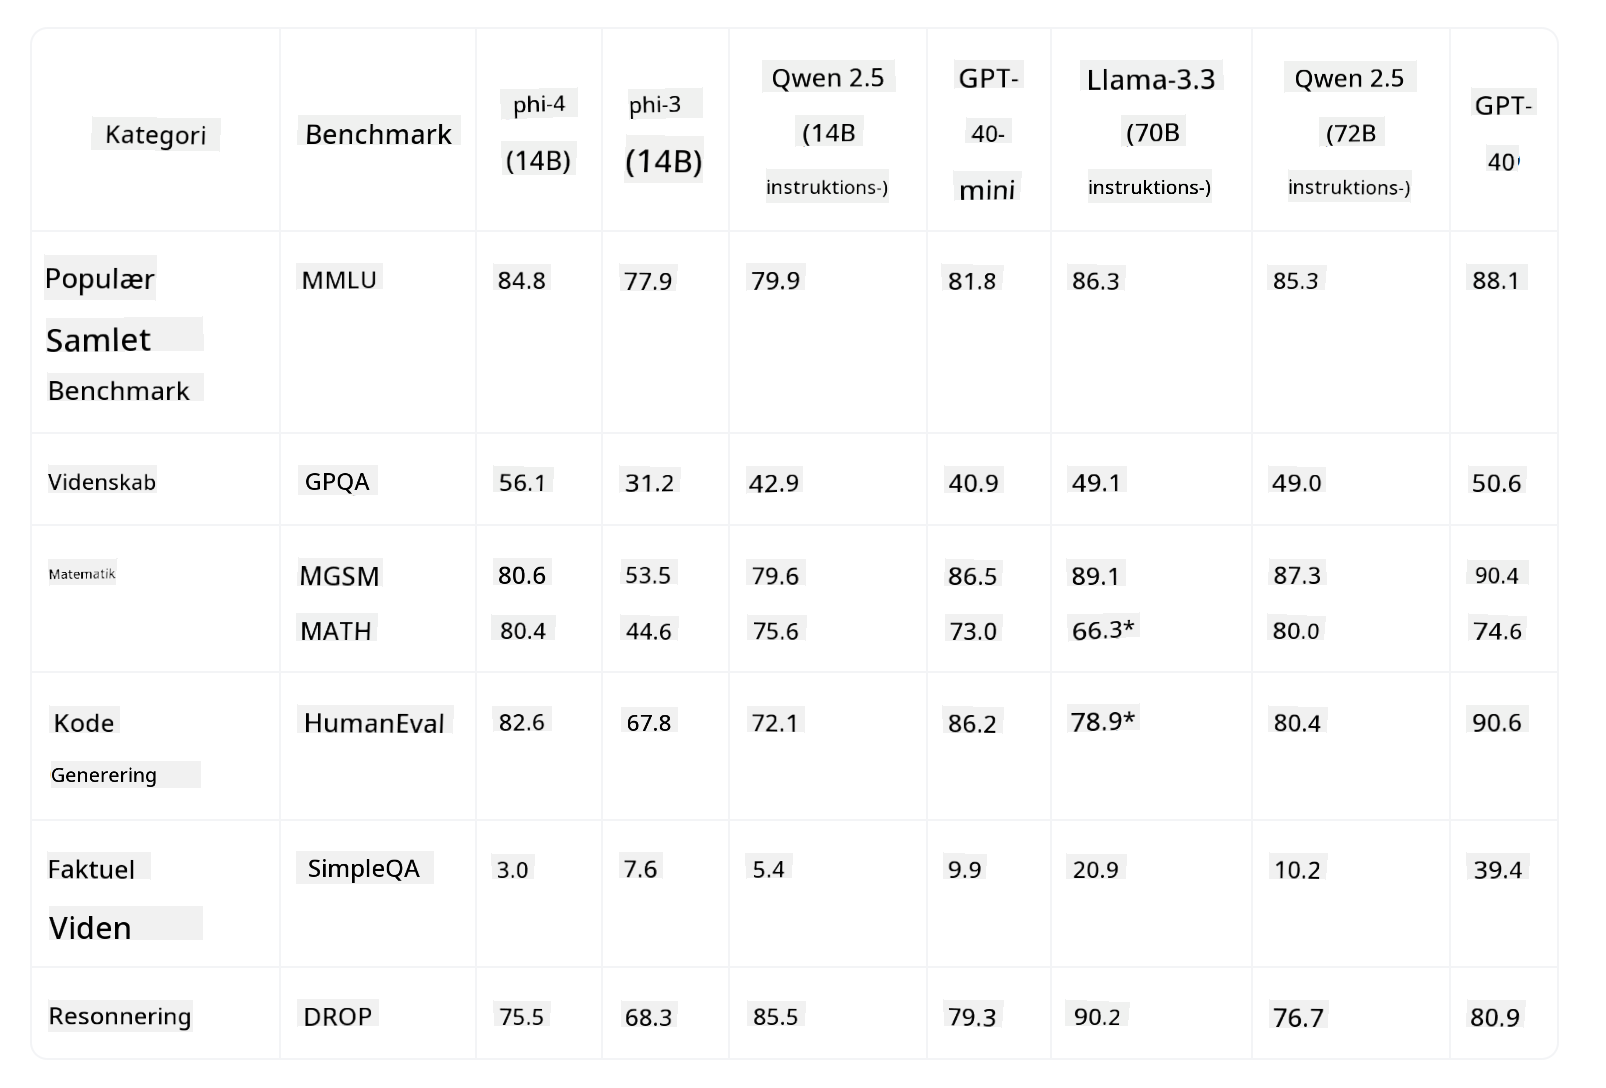 Kategori Benchmark phi-4 (14B) phi-3 (14B) Qwen 2.5 (14B instruktions-) GPT-40-mini Llama-3.3 (70B instruktions-) Qwen 2.5 (72B instruktions-) GPT-40
Populær MMLU 84.8 77.9 79.9 81.8 86.3 85.3 88.1
Samlet
Benchmark
Videnskab GPQA 56.1 31.2 42.9 40.9 49.1 49.0 50.6
Matematik MGSM 80.6 53.5 79.6 86.5 89.1 87.3 90.4
MATH 80.4 44.6 75.6 73.0 66.3* 80.0 74.6
Kode HumanEval 82.6 67.8 72.1 86.2 78.9* 80.4 90.6
Generering
Faktuel SimpleQA 3.0 7.6 5.4 9.9 20.9 10.2 39.4
Viden
Resonnering DROP 75.5 68.3 85.5 79.3 90.2 76.7 80.9